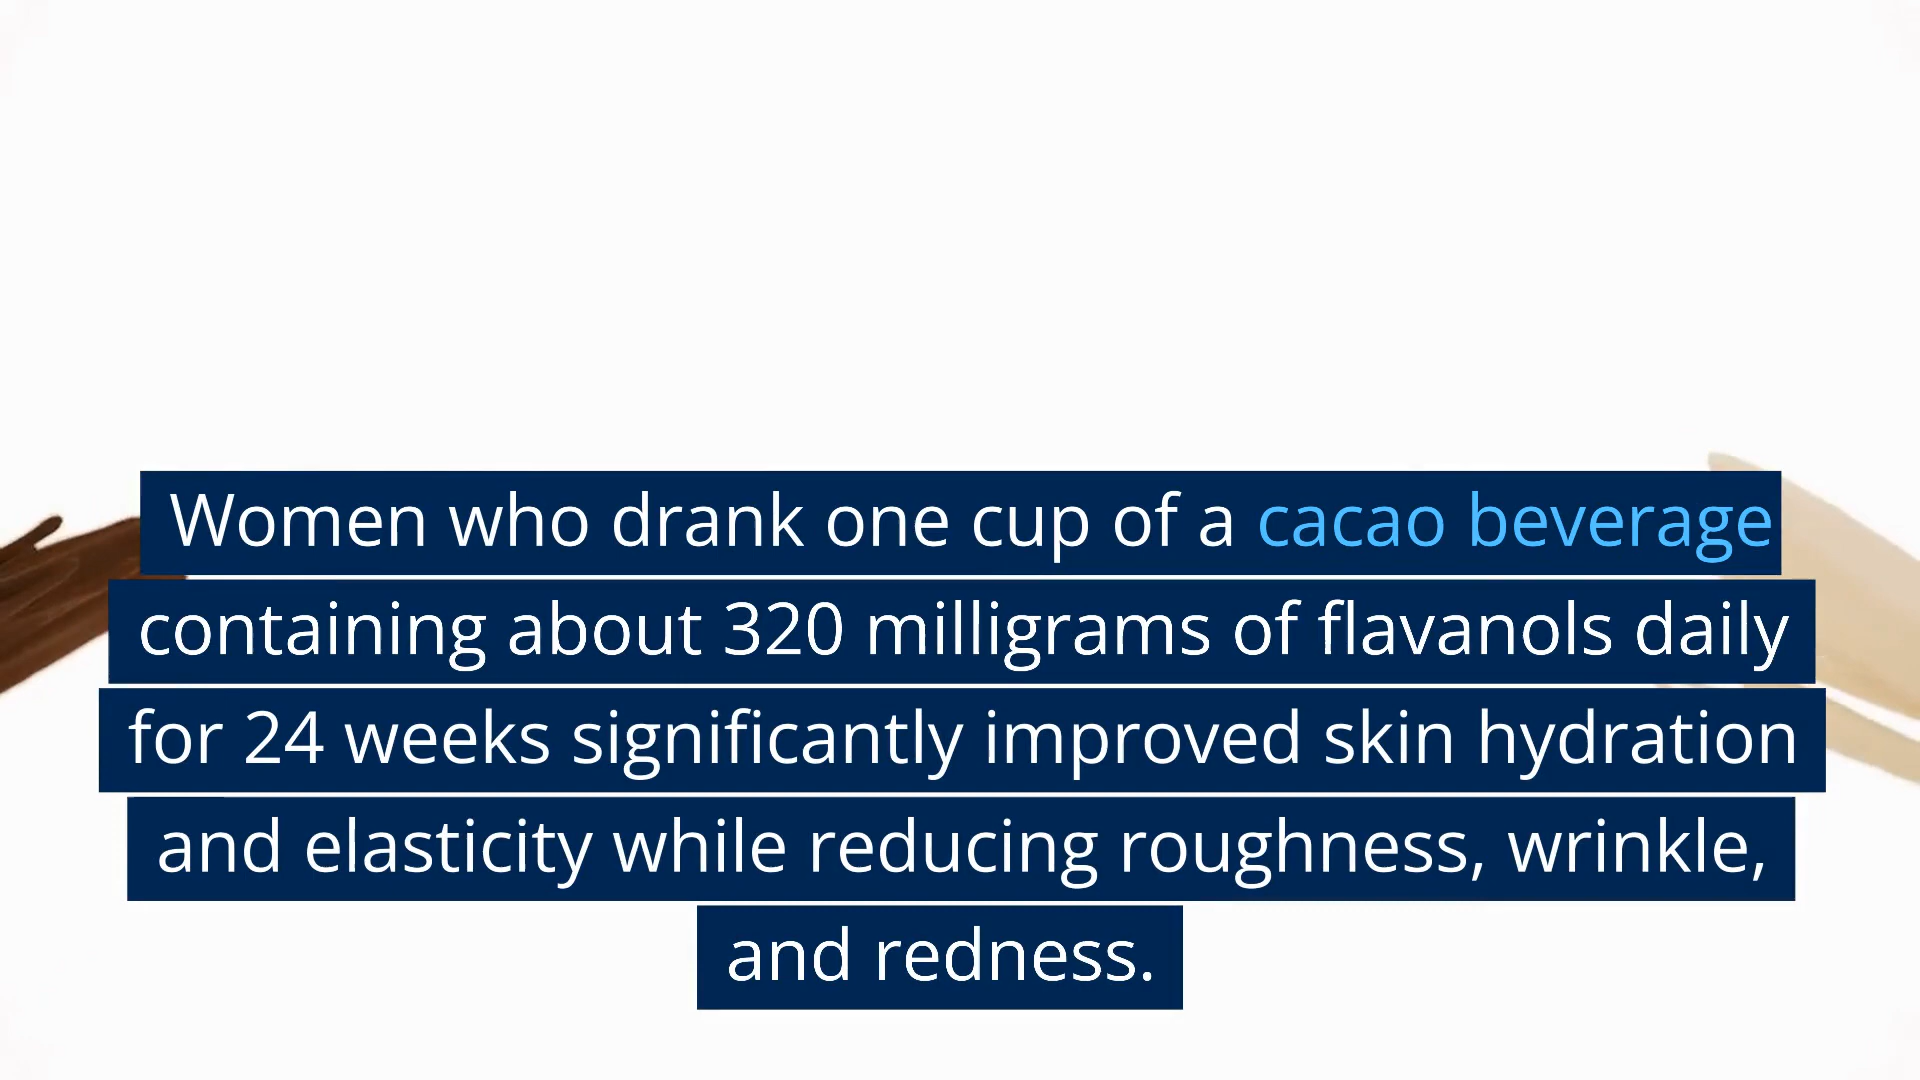 Women who drank one cup of a cacao beverage
containing about 320 milligrams of flavanols daily
for 24 weeks significantly improved skin hydration
and elasticity while reducing roughness, wrinkle,
and redness.